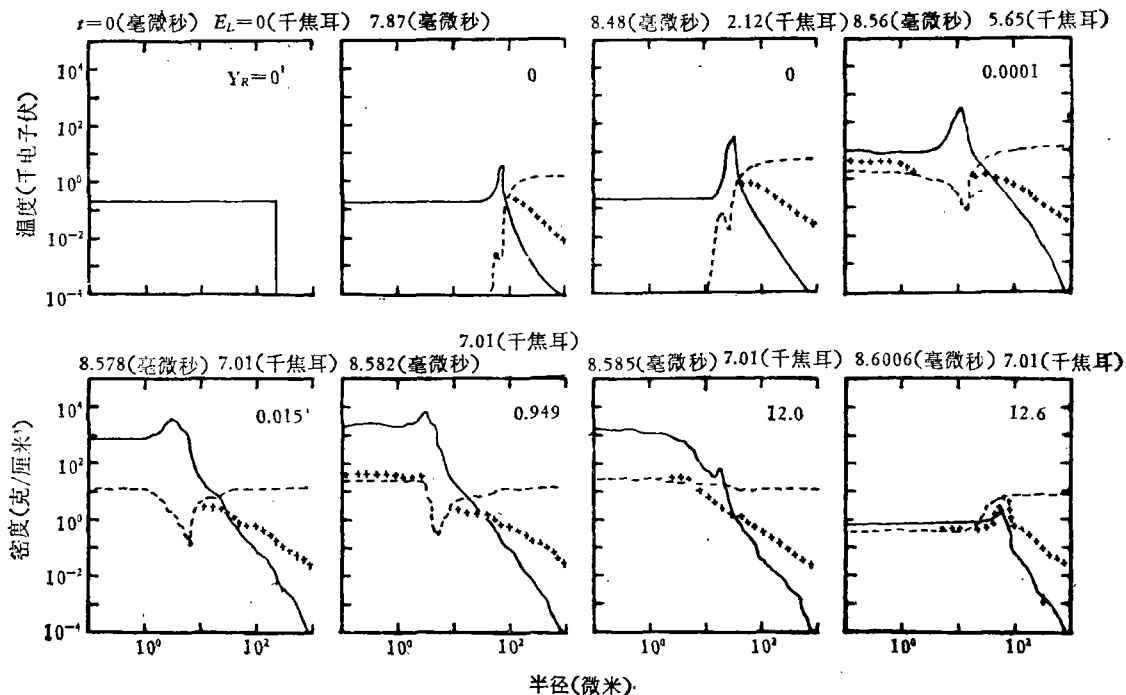 t=0(毫微秒) E_L=0(千焦耳) 7.87(毫微秒) 8.48(毫微秒) 2.12(千焦耳) 8.56(毫微秒) 5.65(千焦耳)
Y_R=0 0 0 0.0001
10⁴
10²
10⁰
10⁻²
10⁻⁴
温度(千电子伏)
7.01(千焦耳)
8.578(毫微秒) 7.01(千焦耳) 8.582(毫微秒) 8.585(毫微秒) 7.01(千焦耳) 8.6006(毫微秒) 7.01(千焦耳)
0.015 0.949 12.0 12.6
10⁴
10²
10⁰
10⁻²
10⁻⁴
密度(克/厘米³)
10⁰ 10² 10⁰ 10² 10⁰ 10² 10⁰ 10²
半径(微米)